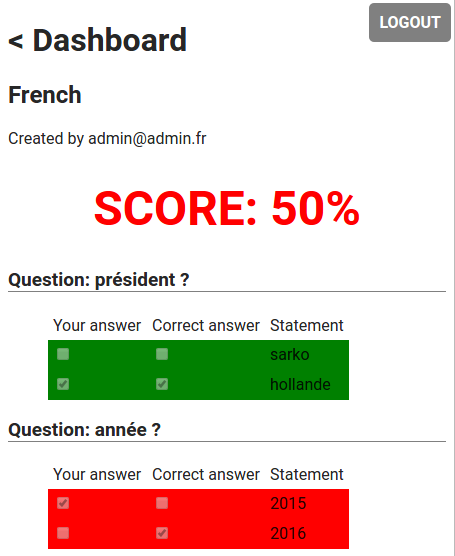 LOGOUT
< Dashboard
French
Created by admin@admin.fr
SCORE: 50%
Question: président ?
Your answer Correct answer Statement
sarko
hollande
Question: année ?
Your answer Correct answer Statement
2015
2016